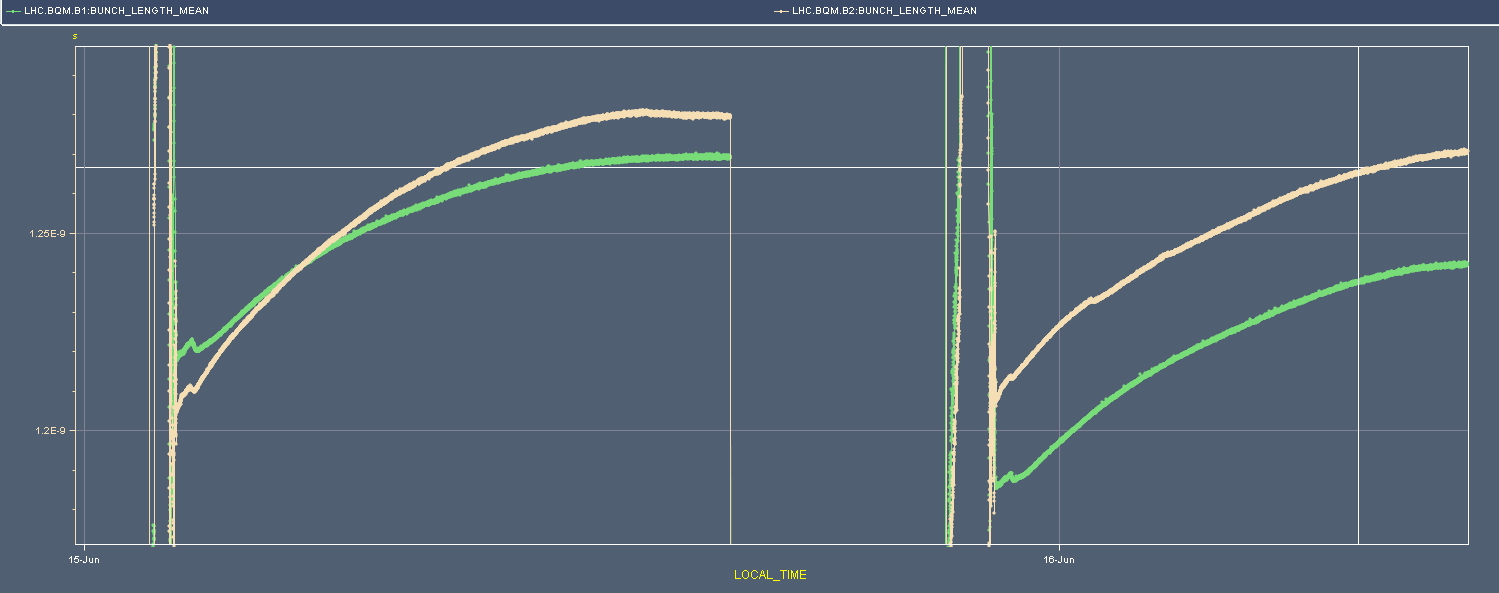 LHC.BQM.B1:BUNCH_LENGTH_MEAN LHC.BQM.B2:BUNCH_LENGTH_MEAN
s
1.25E-9
1.2E-9
15-Jun 16-Jun
LOCAL_TIME